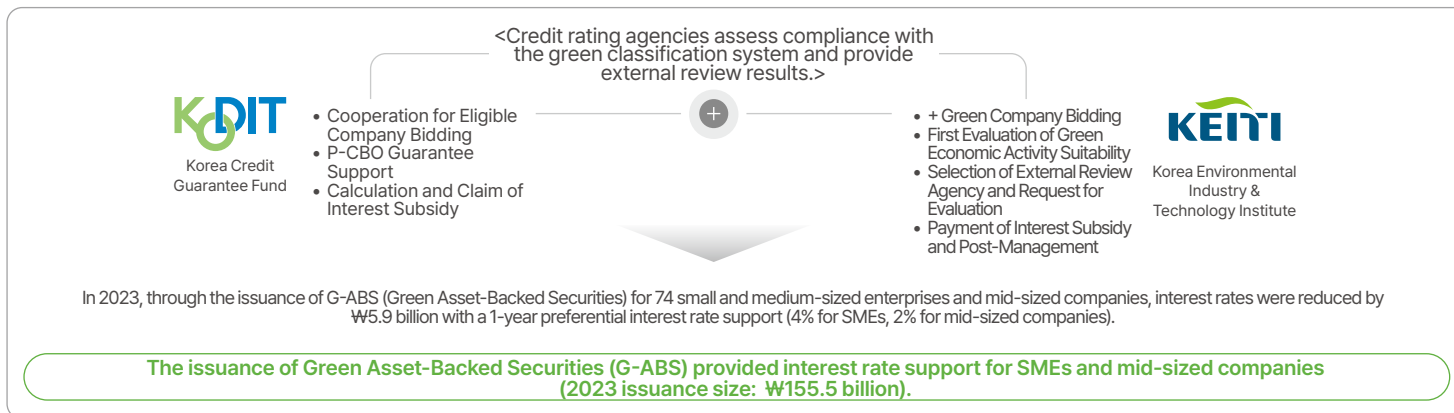 <Credit rating agencies assess compliance with
the green classification system and provide
external review results.>
KODIT
Korea Credit
Guarantee Fund
• Cooperation for Eligible
Company Bidding
• P-CBO Guarantee
Support
• Calculation and Claim of
Interest Subsidy
+
• + Green Company Bidding
• First Evaluation of Green
Economic Activity Suitability
• Selection of External Review
Agency and Request for
Evaluation
• Payment of Interest Subsidy
and Post-Management
KEITI
Korea Environmental
Industry &
Technology Institute
In 2023, through the issuance of G-ABS (Green Asset-Backed Securities) for 74 small and medium-sized enterprises and mid-sized companies, interest rates were reduced by
₩5.9 billion with a 1-year preferential interest rate support (4% for SMEs, 2% for mid-sized companies).
The issuance of Green Asset-Backed Securities (G-ABS) provided interest rate support for SMEs and mid-sized companies
(2023 issuance size: ₩155.5 billion).